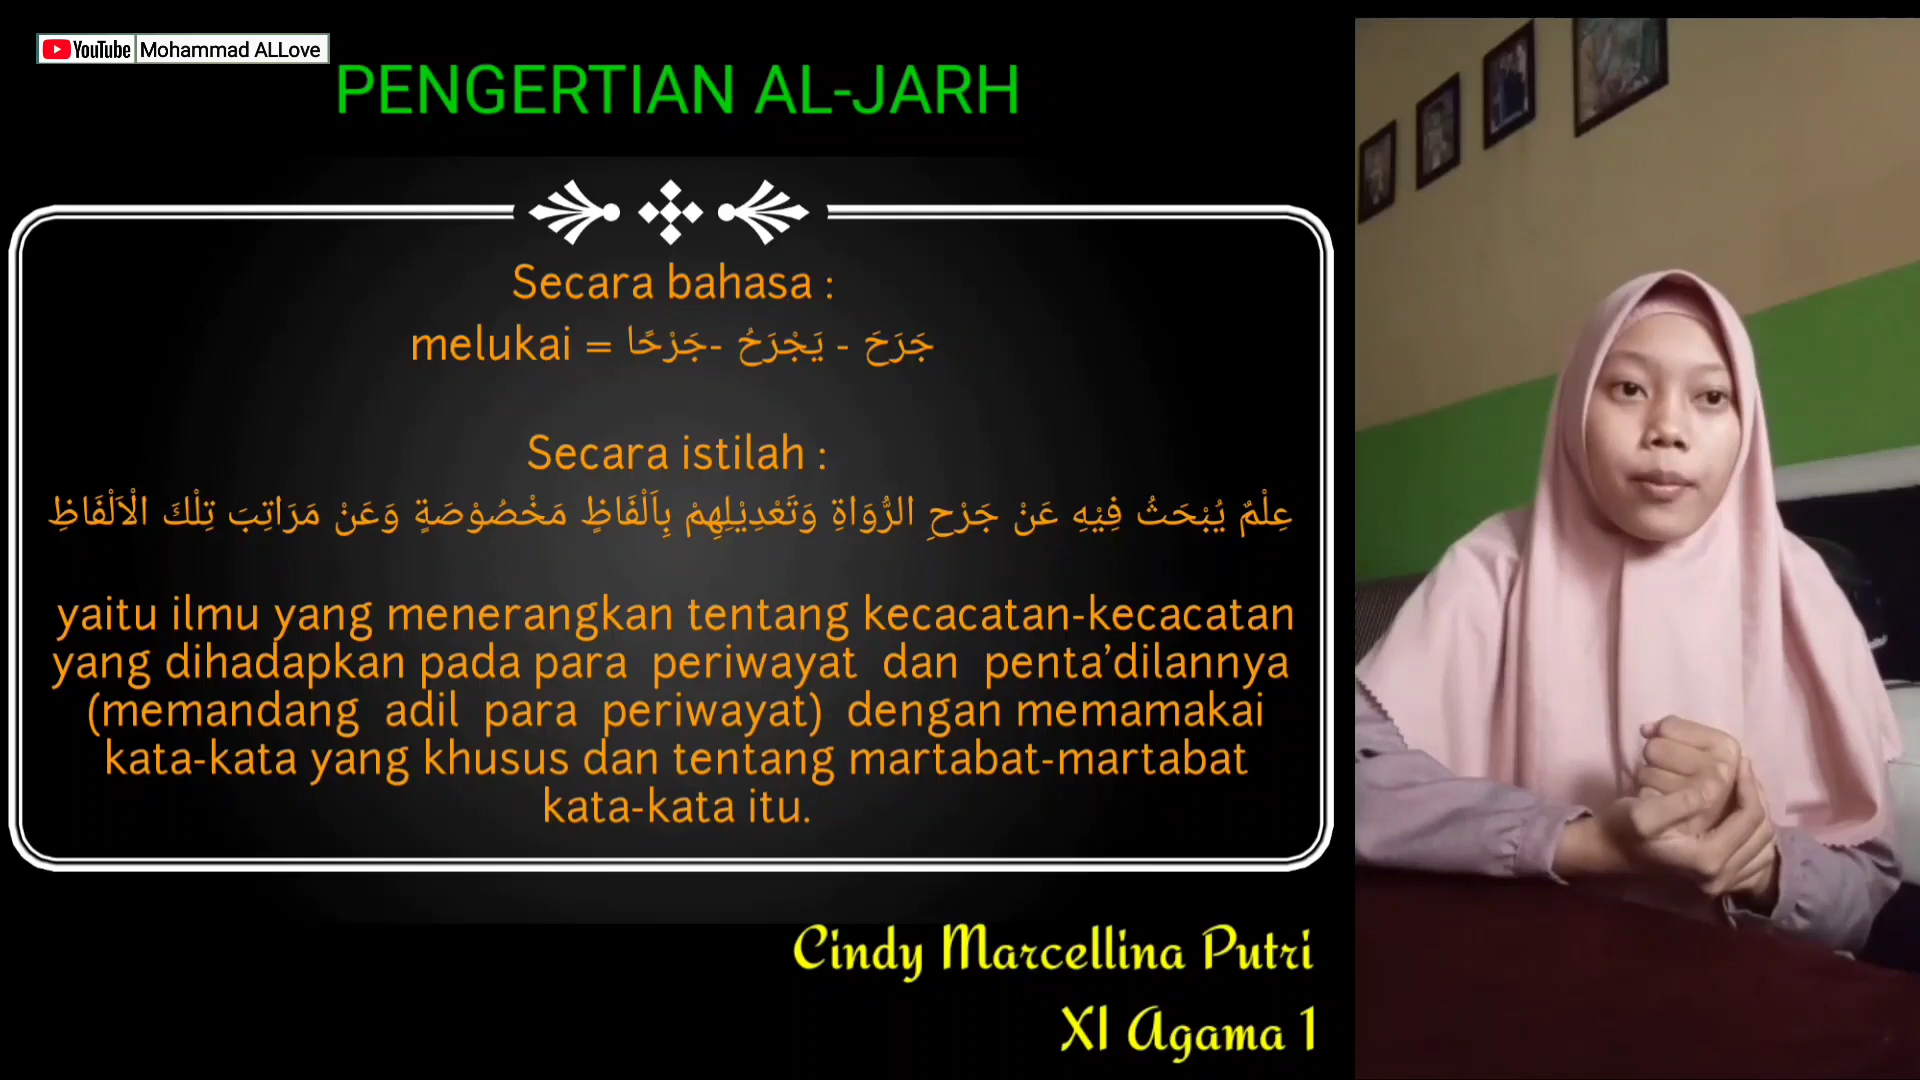 YouTube Mohammad ALLove
PENGERTIAN AL-JARH
Secara bahasa :
melukai = جَرَحَ - يَجْرَحُ -جَرْحًا
Secara istilah :
عِلْمٌ يُبْحَثُ فِيْهِ عَنْ جَرْحِ الرُّوَاةِ وَتَعْدِيْلِهِمْ بِاَلْفَاظٍ مَخْصُوْصَةٍ وَعَنْ مَرَاتِبَ تِلْكَ الْاَلْفَاظِ
yaitu ilmu yang menerangkan tentang kecacatan-kecacatan
yang dihadapkan pada para periwayat dan penta’dilannya
(memandang adil para periwayat) dengan memamakai
kata-kata yang khusus dan tentang martabat-martabat
kata-kata itu.
Cindy Marcellina Putri
XI Agama 1